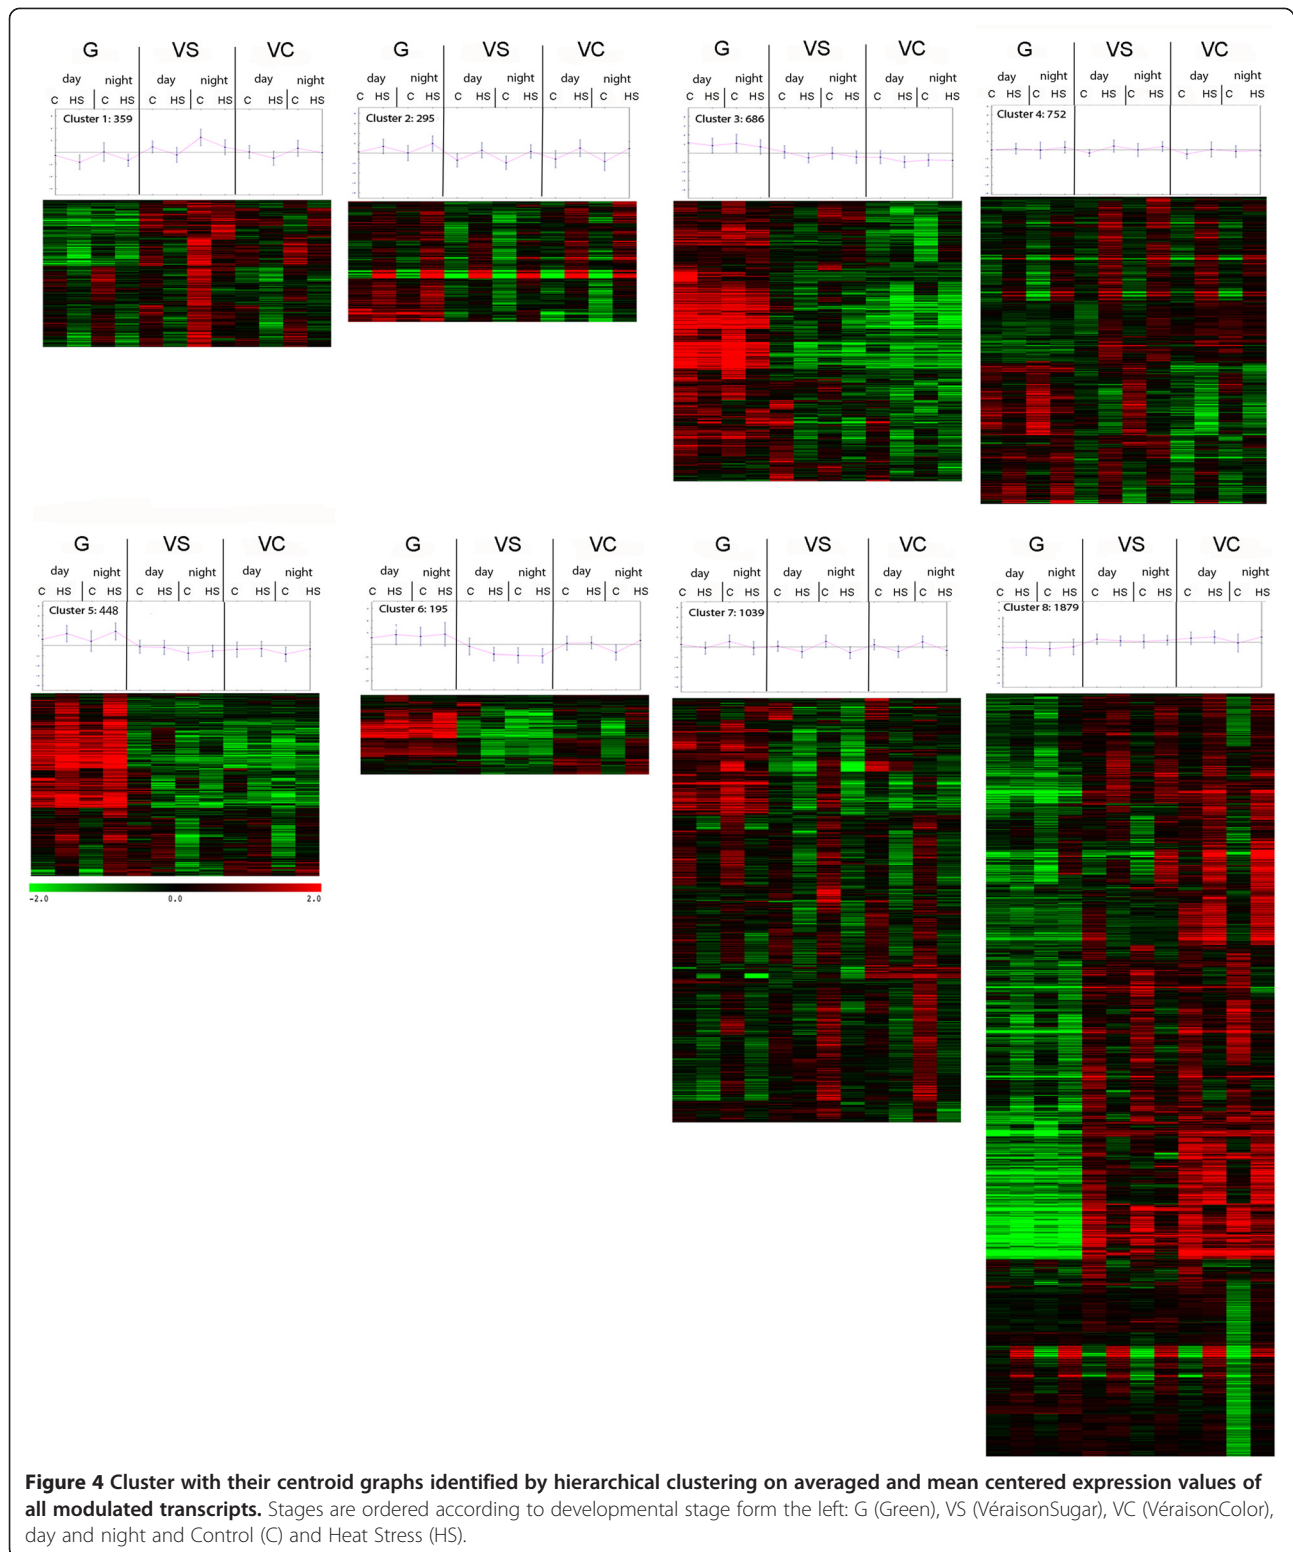 G VS VC
day night day night day night
C HS C HS C HS C HS C HS C HS
Cluster 1: 359
G VS VC
day night day night day night
C HS C HS C HS C HS C HS C HS
Cluster 2: 295
G VS VC
day night day night day night
C HS C HS C HS C HS C HS C HS
Cluster 3: 686
G VS VC
day night day night day night
C HS C HS C HS C HS C HS C HS
Cluster 4: 752
G VS VC
day night day night day night
C HS C HS C HS C HS C HS C HS
Cluster 5: 448
-2.0 0.0 2.0
G VS VC
day night day night day night
C HS C HS C HS C HS C HS C HS
Cluster 6: 195
G VS VC
day night day night day night
C HS C HS C HS C HS C HS C HS
Cluster 7: 1039
G VS VC
day night day night day night
C HS C HS C HS C HS C HS C HS
Cluster 8: 1879
Figure 4 Cluster with their centroid graphs identified by hierarchical clustering on averaged and mean centered expression values of
all modulated transcripts. Stages are ordered according to developmental stage form the left: G (Green), VS (VéraisonSugar), VC (VéraisonColor),
day and night and Control (C) and Heat Stress (HS).